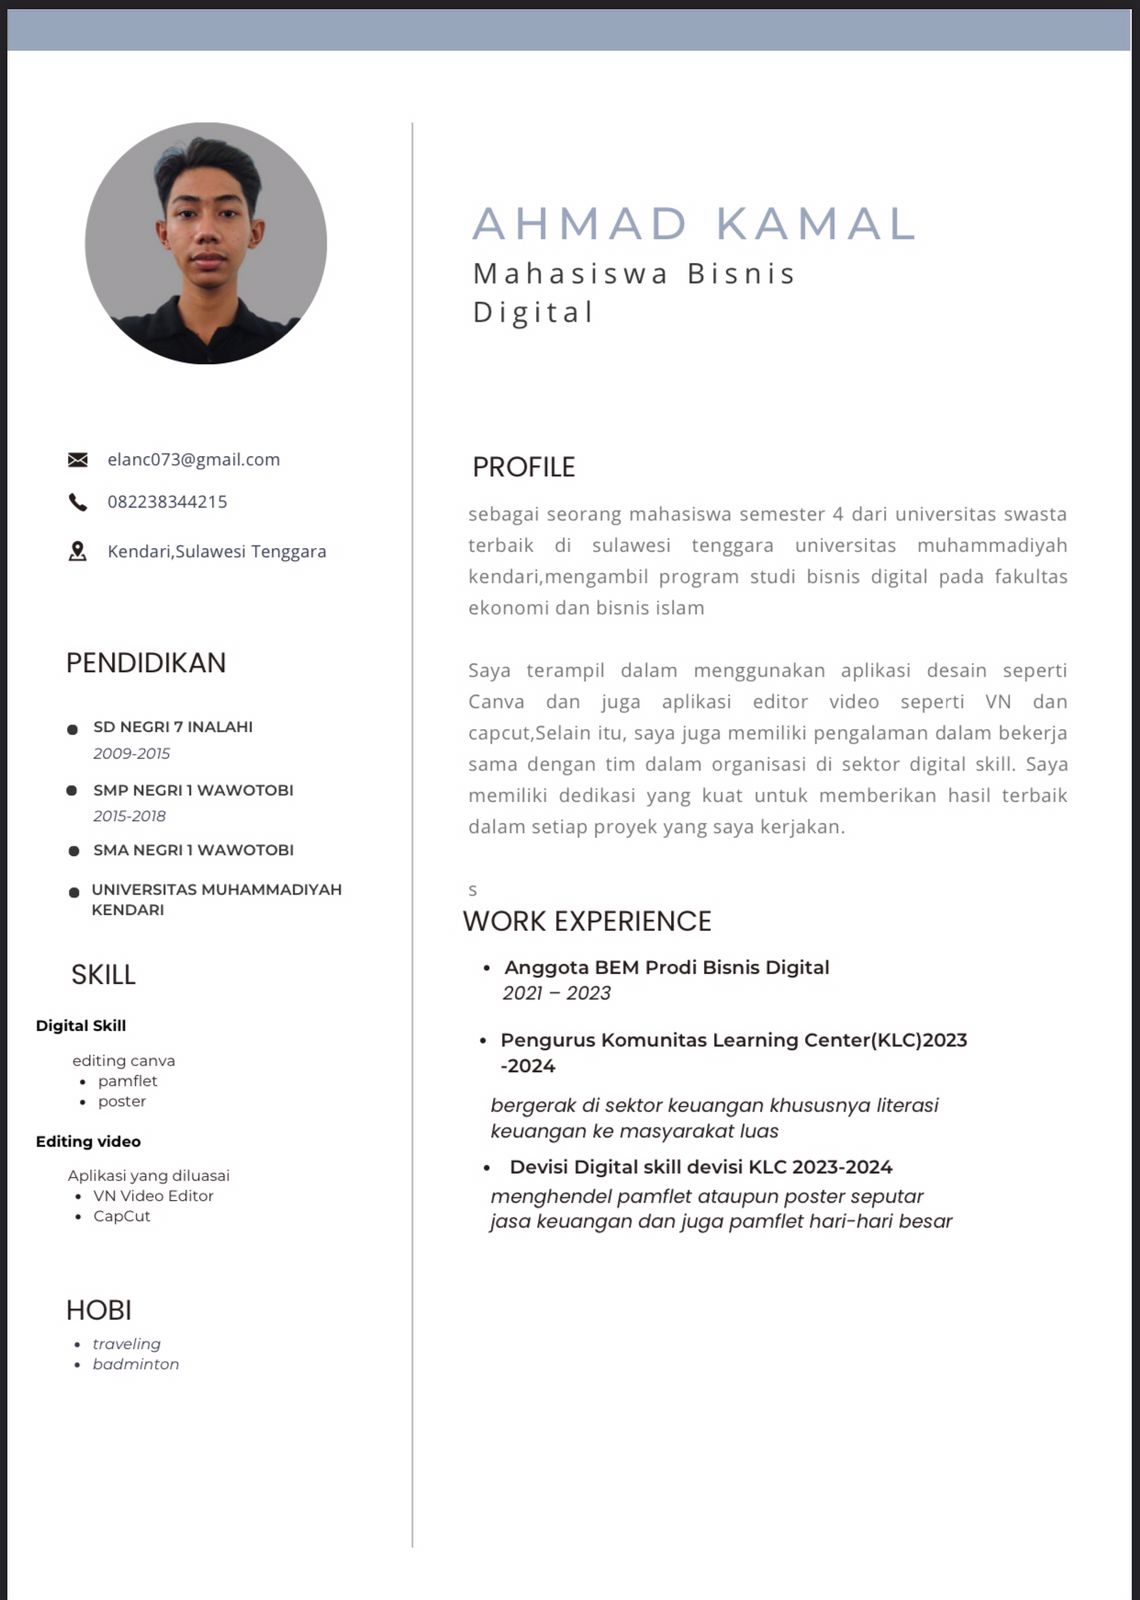 AHMAD KAMAL
Mahasiswa Bisnis
Digital
elanc073@gmail.com
082238344215
Kendari,Sulawesi Tenggara
PENDIDIKAN
SD NEGRI 7 INALAHI
2009-2015
SMP NEGRI 1 WAWOTOBI
2015-2018
SMA NEGRI 1 WAWOTOBI
UNIVERSITAS MUHAMMADIYAH
KENDARI
SKILL
Digital Skill
editing canva
• pamflet
• poster
Editing video
Aplikasi yang diluasai
• VN Video Editor
• CapCut
HOBI
• traveling
• badminton
PROFILE
sebagai seorang mahasiswa semester 4 dari universitas swasta
terbaik di sulawesi tenggara universitas muhammadiyah
kendari,mengambil program studi bisnis digital pada fakultas
ekonomi dan bisnis islam
Saya terampil dalam menggunakan aplikasi desain seperti
Canva dan juga aplikasi editor video seperti VN dan
capcut,Selain itu, saya juga memiliki pengalaman dalam bekerja
sama dengan tim dalam organisasi di sektor digital skill. Saya
memiliki dedikasi yang kuat untuk memberikan hasil terbaik
dalam setiap proyek yang saya kerjakan.
s
WORK EXPERIENCE
• Anggota BEM Prodi Bisnis Digital
2021 – 2023
• Pengurus Komunitas Learning Center(KLC)2023
-2024
bergerak di sektor keuangan khususnya literasi
keuangan ke masyarakat luas
• Devisi Digital skill devisi KLC 2023-2024
menghendel pamflet ataupun poster seputar
jasa keuangan dan juga pamflet hari-hari besar